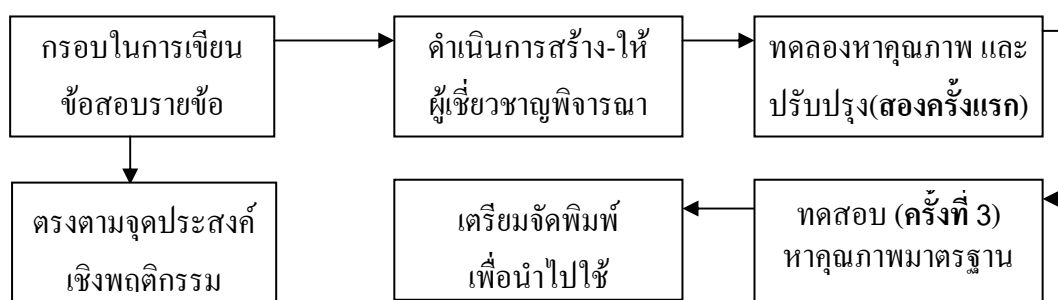 กรอบในการเขียน
ข้อสอบรายข้อ
ดำเนินการสร้าง-ให้
ผู้เชี่ยวชาญพิจารณา
ทดลองหาคุณภาพ และ
ปรับปรุง(สองครั้งแรก)
ตรงตามจุดประสงค์
เชิงพฤติกรรม
เตรียมจัดพิมพ์
เพื่อนำไปใช้
ทดสอบ (ครั้งที่ 3)
หาคุณภาพมาตรฐาน